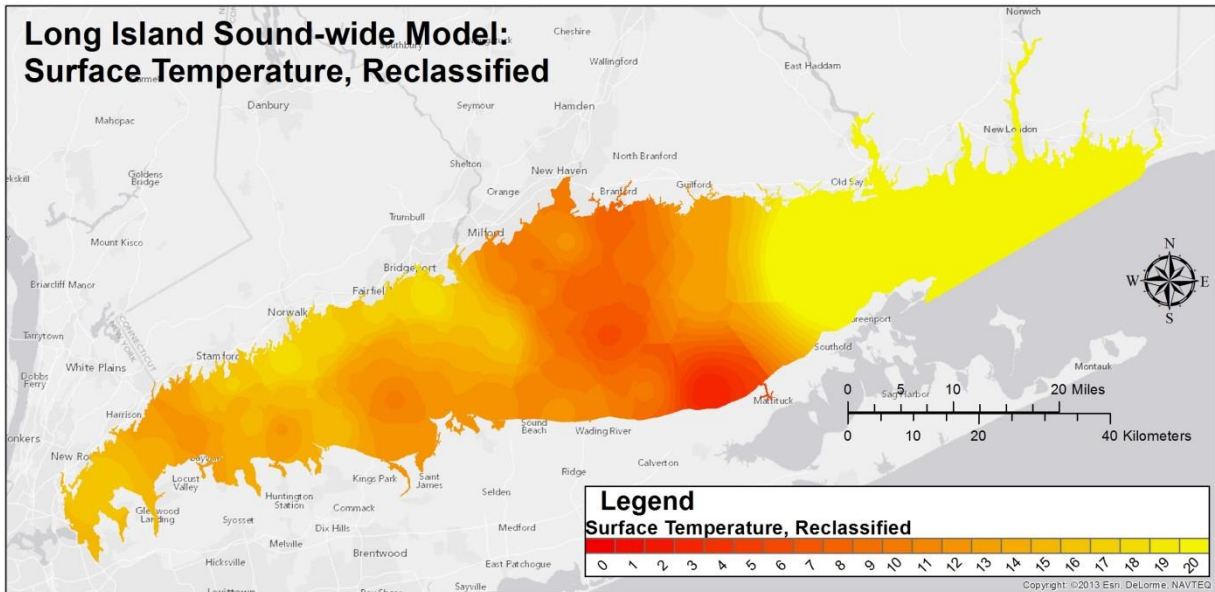 Long Island Sound-wide Model:
Surface Temperature, Reclassified
Norwich
Cheshire
Wallingford
East Haddam
Danbury
Seymour
Hamden
Mahopac
New London
Shelton
North Branford
Goldens
Bridge
New Haven
Orange
Branford
Guilford
Old Say
Trumbull
Milford
Mount Kisco
Bridgeport
Briarcliff Manor
Fairfield
Norwalk
N
W E
S
CONNECTICUT
NEW YORK
Tarrytown
Greenport
Stamford
Southold
White Plains
Dobbs
Ferry
Montauk
0 5 10 20 Miles
Sag Harbor
Mattituck
Harrison
0 10 20 40 Kilometers
Sound
Beach
Wading River
New Ro
Calverton
Locust
Valley
Kings Park
Saint
James
Ridge
Huntington
Station
Selden
Glenwood
Landing
Syosset
Commack
Dix Hills
Medford
Melville
Brentwood
Hicksville
East Patchogue
Sayville
Legend
Surface Temperature, Reclassified
0 1 2 3 4 5 6 7 8 9 10 11 12 13 14 15 16 17 18 19 20
Copyright: ©2013 Esri, DeLorme, NAVTEQ